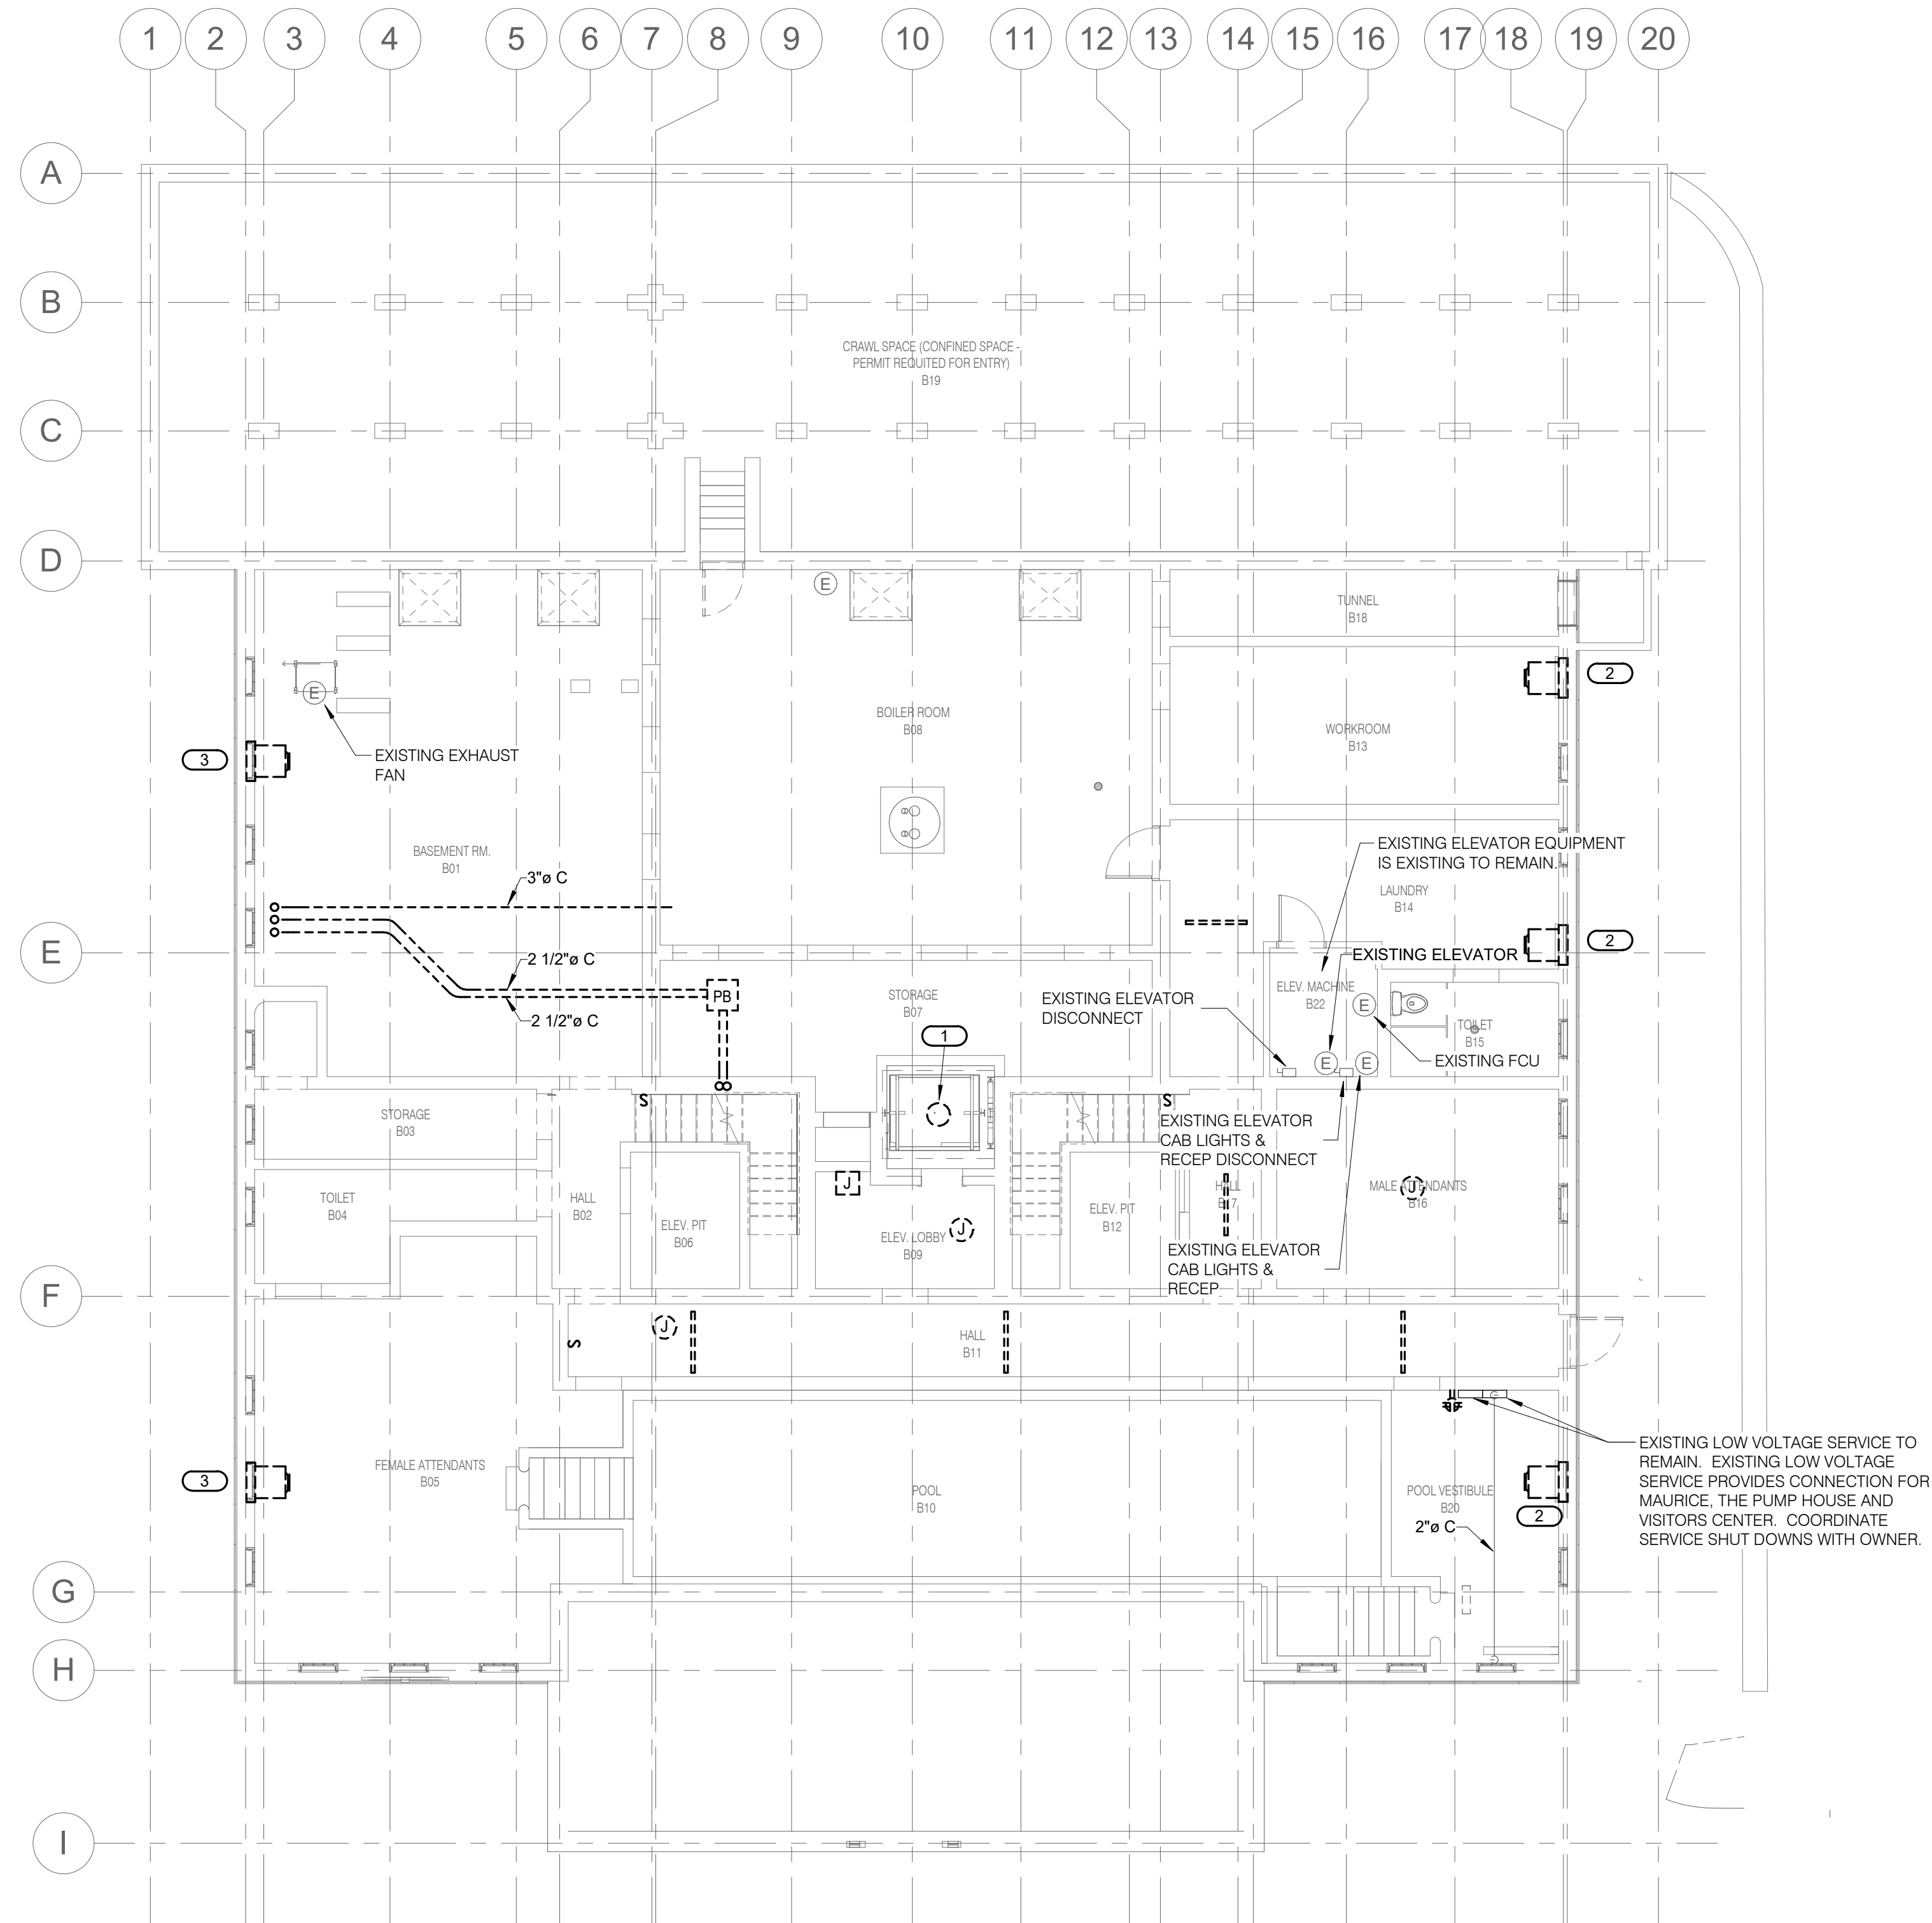 1 2 3 4 5 6 7 8 9 10 11 12 13 14 15 16 17 18 19 20
A
B
CRAWL SPACE (CONFINED SPACE -
PERMIT REQUITED FOR ENTRY)
B19
C
D
E
TUNNEL
B18
2
E
EXISTING EXHAUST
FAN
3
BOILER ROOM
B08
WORKROOM
B13
BASEMENT RM.
B01
EXISTING ELEVATOR EQUIPMENT
IS EXISTING TO REMAIN.
LAUNDRY
B14
3"ø C
2
E
2 1/2"ø C
2 1/2"ø C
PB
STORAGE
B07
1
EXISTING ELEVATOR
DISCONNECT
EXISTING ELEVATOR
ELEV. MACHINE
B22
E
TOILET
B15
EXISTING FCU
E
E
STORAGE
B03
S
S
EXISTING ELEVATOR
CAB LIGHTS &
RECEP DISCONNECT
TOILET
B04
HALL
B02
ELEV. PIT
B06
J
ELEV. LOBBY
B09
J
ELEV. PIT
B12
HALL
B17
MALE ATTENDANTS
B16
J
EXISTING ELEVATOR
CAB LIGHTS &
RECEP
F
S
J
HALL
B11
FEMALE ATTENDANTS
B05
3
POOL
B10
POOL VESTIBULE
B20
2
2"ø C
EXISTING LOW VOLTAGE SERVICE TO
REMAIN. EXISTING LOW VOLTAGE
SERVICE PROVIDES CONNECTION FOR
MAURICE, THE PUMP HOUSE AND
VISITORS CENTER. COORDINATE
SERVICE SHUT DOWNS WITH OWNER.
G
H
I